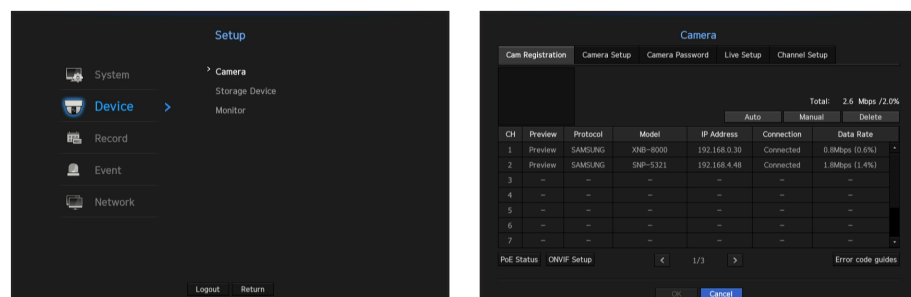 Setup
System
Device
Record
Event
Network
Camera
Storage Device
Monitor
Logout Return
Camera
Cam Registration Camera Setup Camera Password Live Setup Channel Setup
Total: 2.6 Mbps /2.0%
Auto Manual Delete
CH Preview Protocol Model IP Address Connection Data Rate
1 Preview SAMSUNG XNB-8000 192.168.0.30 Connected 0.8Mbps (0.6%)
2 Preview SAMSUNG SNP-5321 192.168.4.48 Connected 1.8Mbps (1.4%)
3 - - - - - -
4 - - - - - -
5 - - - - - -
6 - - - - - -
7 - - - - - -
PoE Status ONVIF Setup < 1/3 > Error code guides
OK Cancel